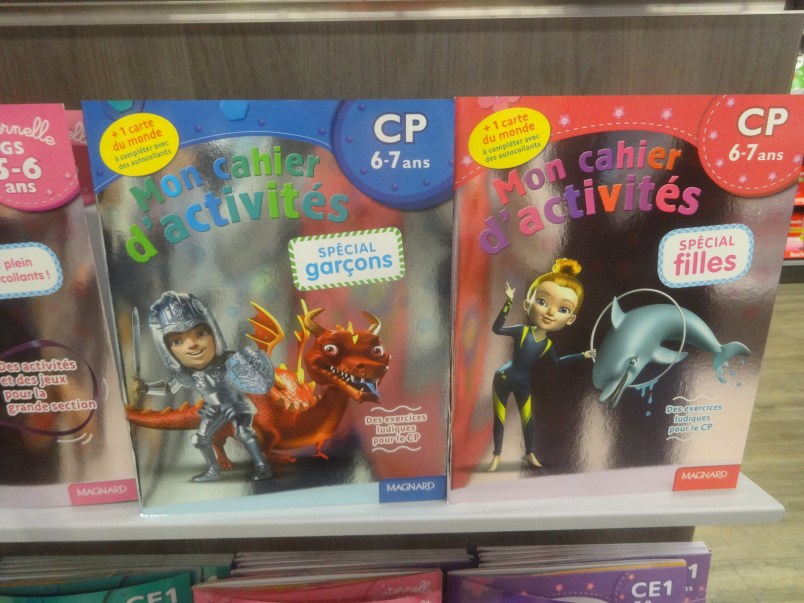 GS
5-6
ans
plein
collants !
Des activités
et des jeux
pour la
grande section
MAGNARD
+ 1 carte
du monde
à compléter avec
des autocollants
CP
6-7 ans
Mon cahier
d'activités
SPÉCIAL
garçons
Des exercices
ludiques
pour le CP
MAGNARD
+ 1 carte
du monde
à compléter avec
des autocollants
CP
6-7 ans
Mon cahier
d'activités
SPÉCIAL
filles
Des exercices
ludiques
pour le CP
MAGNARD
CE1
CE1